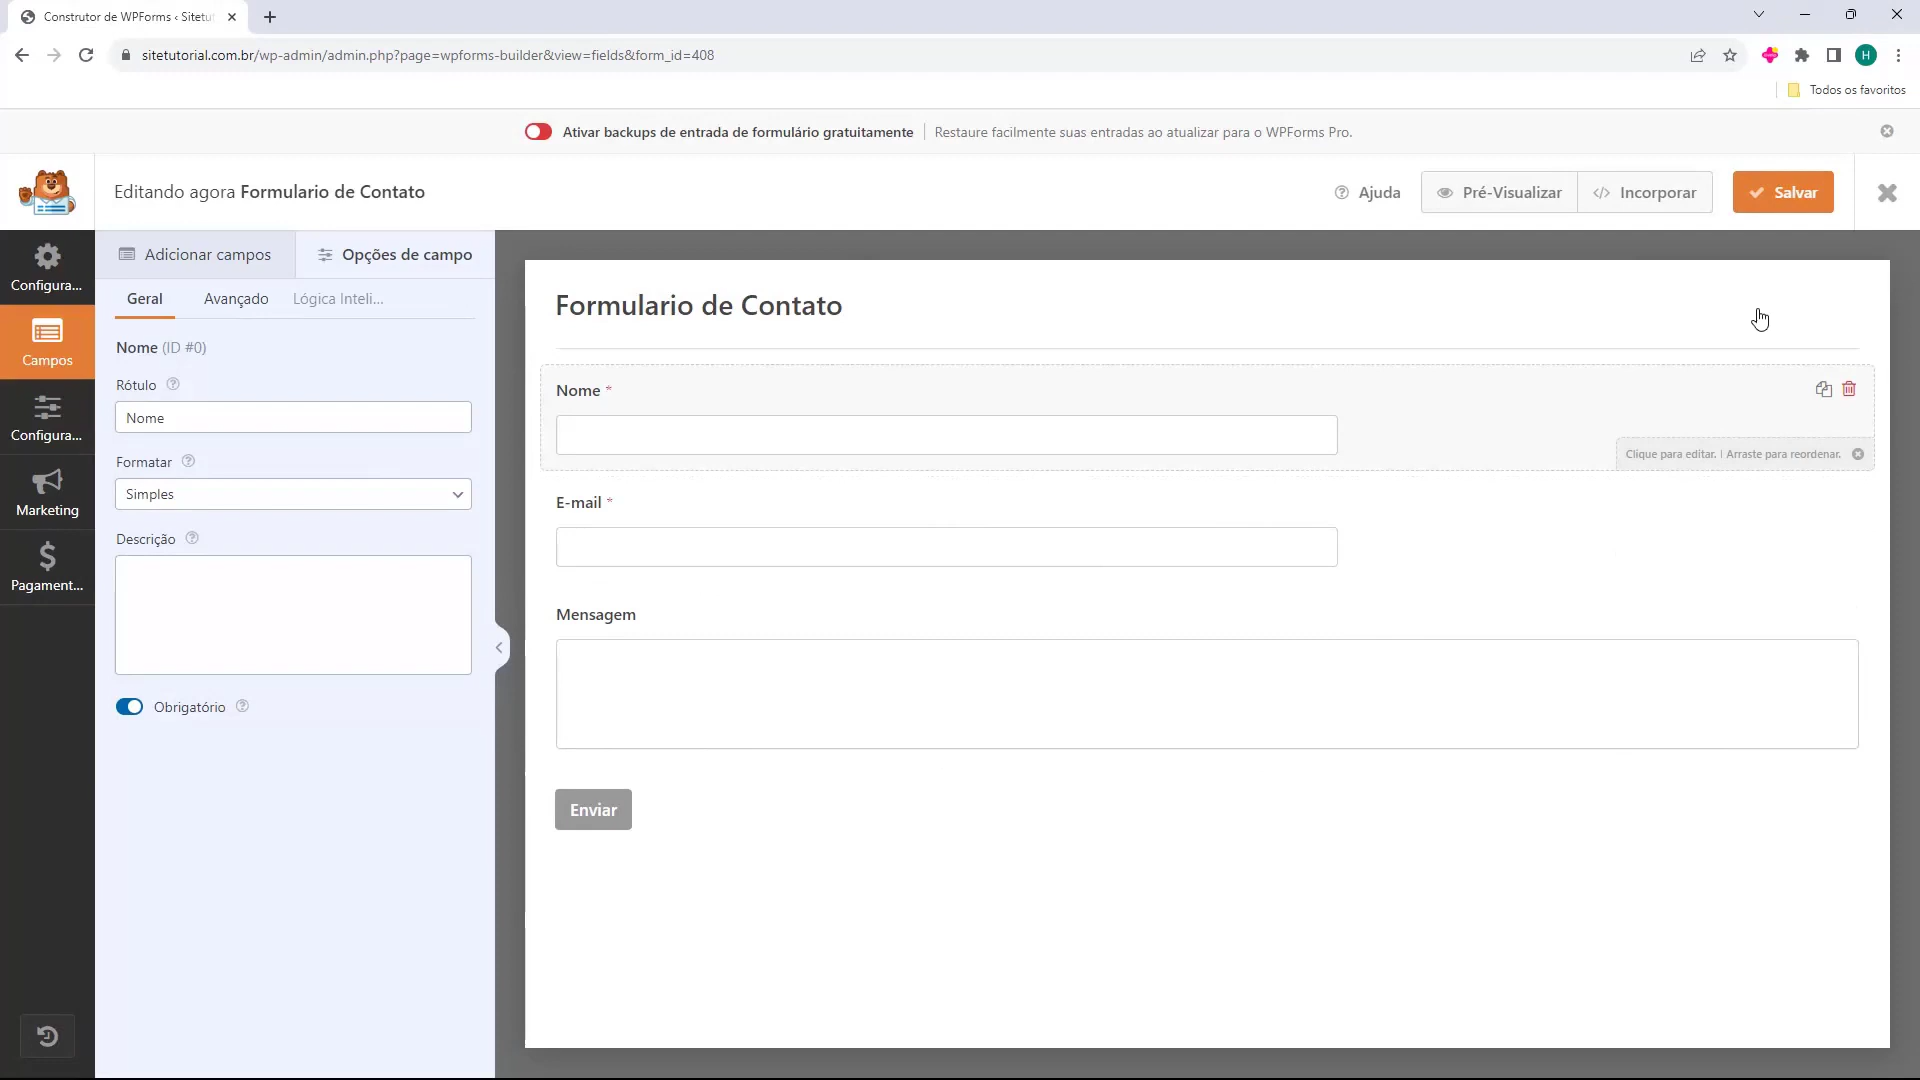 Construtor de WPForms ‹ Sitetu
sitetutorial.com.br/wp-admin/admin.php?page=wpforms-builder&view=fields&form_id=408
H
Todos os favoritos
Ativar backups de entrada de formulário gratuitamente | Restaure facilmente suas entradas ao atualizar para o WPForms Pro.
Editando agora Formulario de Contato
Ajuda
Pré-Visualizar
Incorporar
Salvar
Configura...
Campos
Configura...
Marketing
Pagament...
Adicionar campos
Opções de campo
Geral
Avançado
Lógica Inteli...
Nome (ID #0)
Rótulo
Nome
Formatar
Simples
Descrição
Obrigatório
Formulario de Contato
Nome *
Clique para editar. | Arraste para reordenar.
E-mail *
Mensagem
Enviar